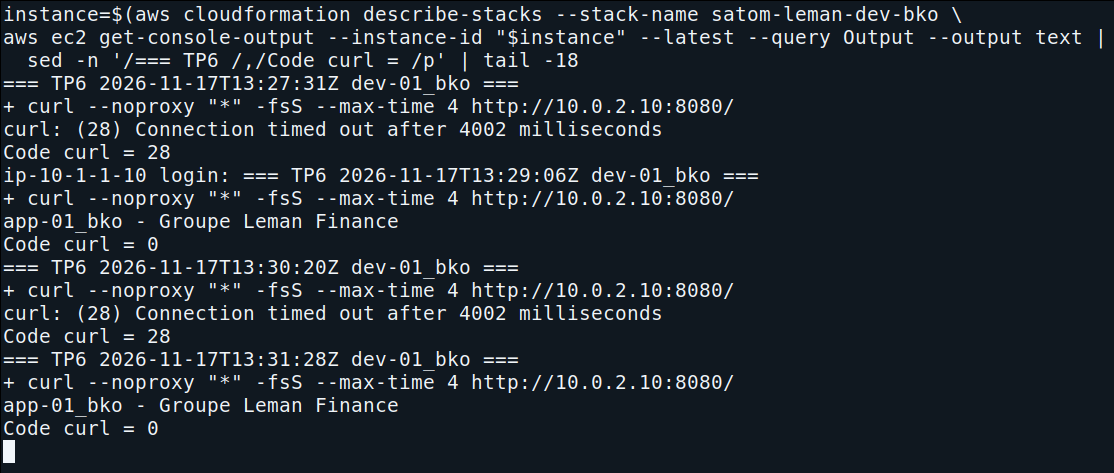 instance=$(aws cloudformation describe-stacks --stack-name satom-leman-dev-bko \
aws ec2 get-console-output --instance-id "$instance" --latest --query Output --output text |
  sed -n '/=== TP6 /,/Code curl = /p' | tail -18
=== TP6 2026-11-17T13:27:31Z dev-01_bko ===
+ curl --noproxy "*" -fsS --max-time 4 http://10.0.2.10:8080/
curl: (28) Connection timed out after 4002 milliseconds
Code curl = 28
ip-10-1-1-10 login: === TP6 2026-11-17T13:29:06Z dev-01_bko ===
+ curl --noproxy "*" -fsS --max-time 4 http://10.0.2.10:8080/
app-01_bko - Groupe Leman Finance
Code curl = 0
=== TP6 2026-11-17T13:30:20Z dev-01_bko ===
+ curl --noproxy "*" -fsS --max-time 4 http://10.0.2.10:8080/
curl: (28) Connection timed out after 4002 milliseconds
Code curl = 28
=== TP6 2026-11-17T13:31:28Z dev-01_bko ===
+ curl --noproxy "*" -fsS --max-time 4 http://10.0.2.10:8080/
app-01_bko - Groupe Leman Finance
Code curl = 0